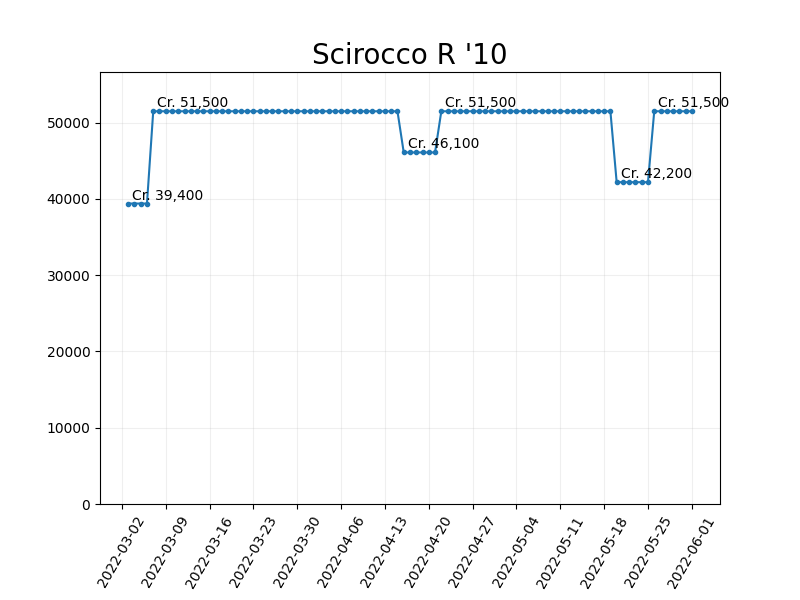 Scirocco R '10
Cr. 51,500
Cr. 51,500
Cr. 51,500
50000
Cr. 46,100
Cr. 42,200
Cr. 39,400
40000
30000
20000
10000
0
2022-03-02
2022-03-09
2022-03-16
2022-03-23
2022-03-30
2022-04-06
2022-04-13
2022-04-20
2022-04-27
2022-05-04
2022-05-11
2022-05-18
2022-05-25
2022-06-01